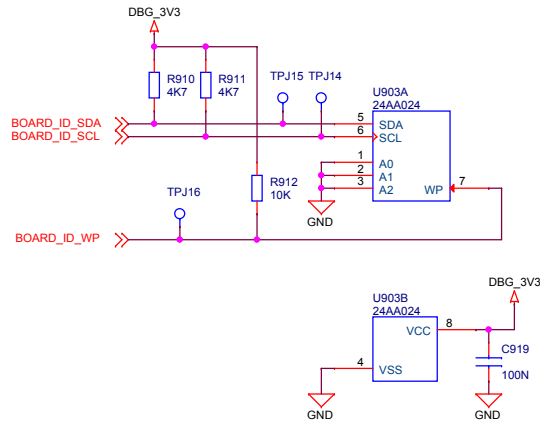 DBG_3V3
R910
4K7
R911
4K7
TPJ15
TPJ14
U903A
24AA024
BOARD_ID_SDA
BOARD_ID_SCL
5
SDA
6
SCL
1
A0
2
A1
3
A2
WP
7
GND
R912
10K
TPJ16
BOARD_ID_WP
DBG_3V3
U903B
24AA024
VCC
8
C919
100N
4
VSS
GND
GND